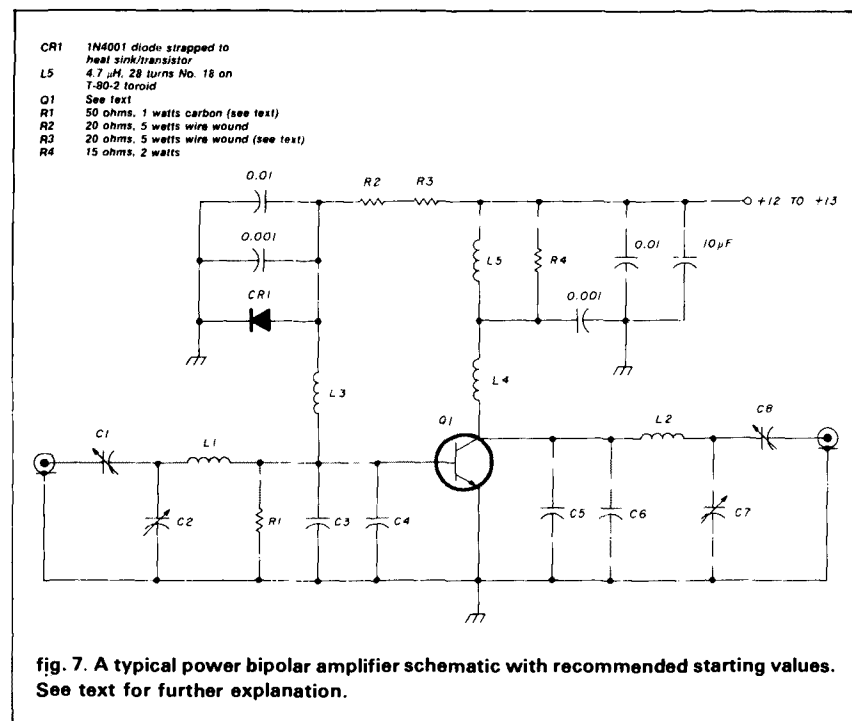 CR1 1N4001 diode strapped to
heat sink/transistor
L5 4.7 µH, 28 turns No. 18 on
T-80-2 toroid
Q1 See text
R1 50 ohms, 1 watts carbon (see text)
R2 20 ohms, 5 watts wire wound
R3 20 ohms, 5 watts wire wound (see text)
R4 15 ohms, 2 watts
0.01
R2
R3
+12 TO +13
0.001
L5
R4
0.01
10µF
CR1
0.001
L3
L4
C1
L1
Q1
L2
C8
C2
R1
C3
C4
C5
C6
C7
fig. 7. A typical power bipolar amplifier schematic with recommended starting values.
See text for further explanation.